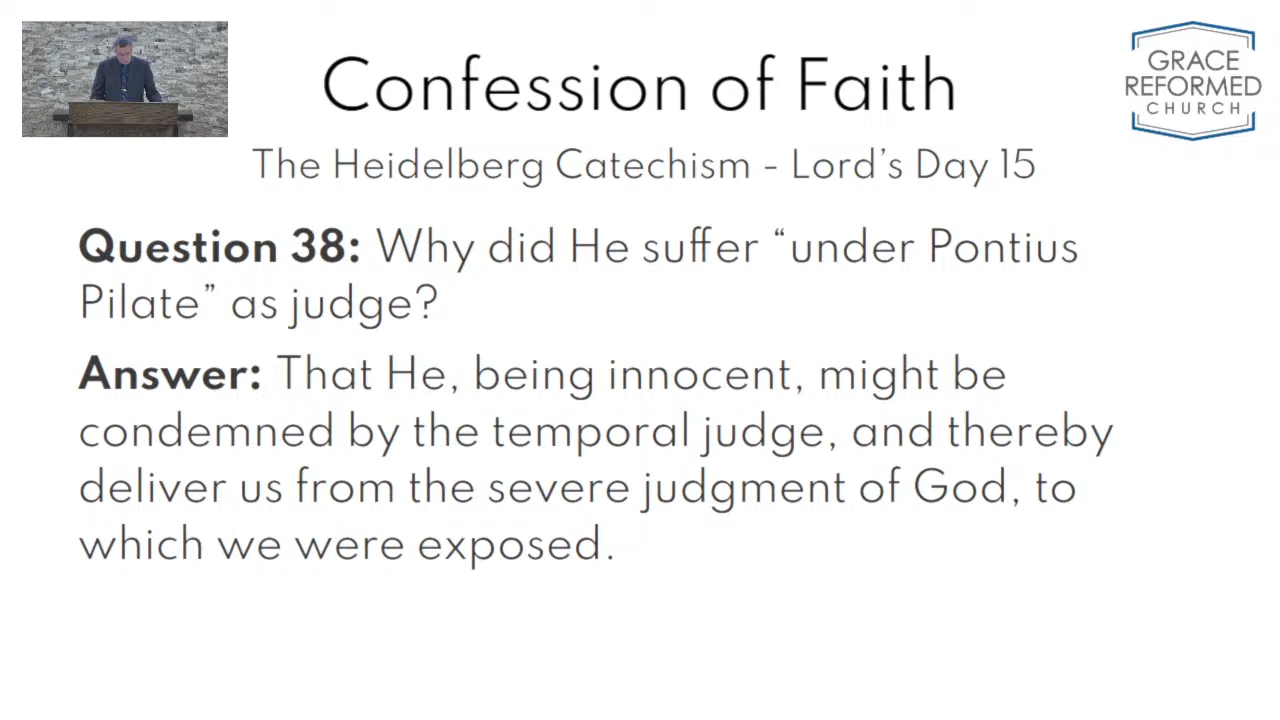 Confession of Faith
GRACE
REFORMED
CHURCH
The Heidelberg Catechism - Lord’s Day 15
Question 38: Why did He suffer “under Pontius
Pilate” as judge?
Answer: That He, being innocent, might be
condemned by the temporal judge, and thereby
deliver us from the severe judgment of God, to
which we were exposed.